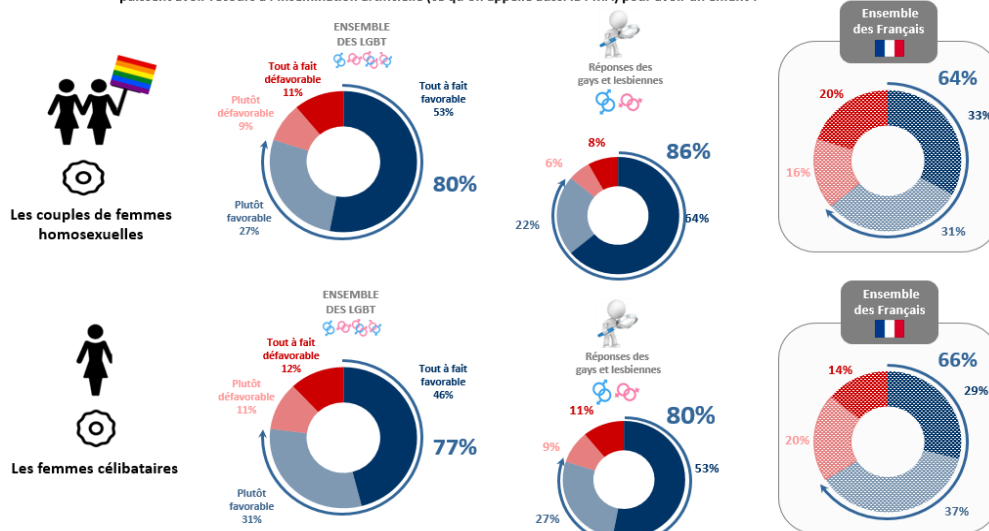 ENSEMBLE
DES LGBT
Tout à fait
défavorable
11%
Plutôt
défavorable
9%
Tout à fait
favorable
53%
80%
Plutôt
favorable
27%
Les couples de femmes
homosexuelles
Réponses des
gays et lesbiennes
8%
6%
86%
22%
64%
Ensemble
des Français
64%
20%
33%
16%
31%
ENSEMBLE
DES LGBT
Tout à fait
défavorable
12%
Plutôt
défavorable
11%
Tout à fait
favorable
46%
77%
Plutôt
favorable
31%
Les femmes célibataires
Réponses des
gays et lesbiennes
11%
9%
80%
53%
27%
Ensemble
des Français
66%
14%
29%
20%
37%